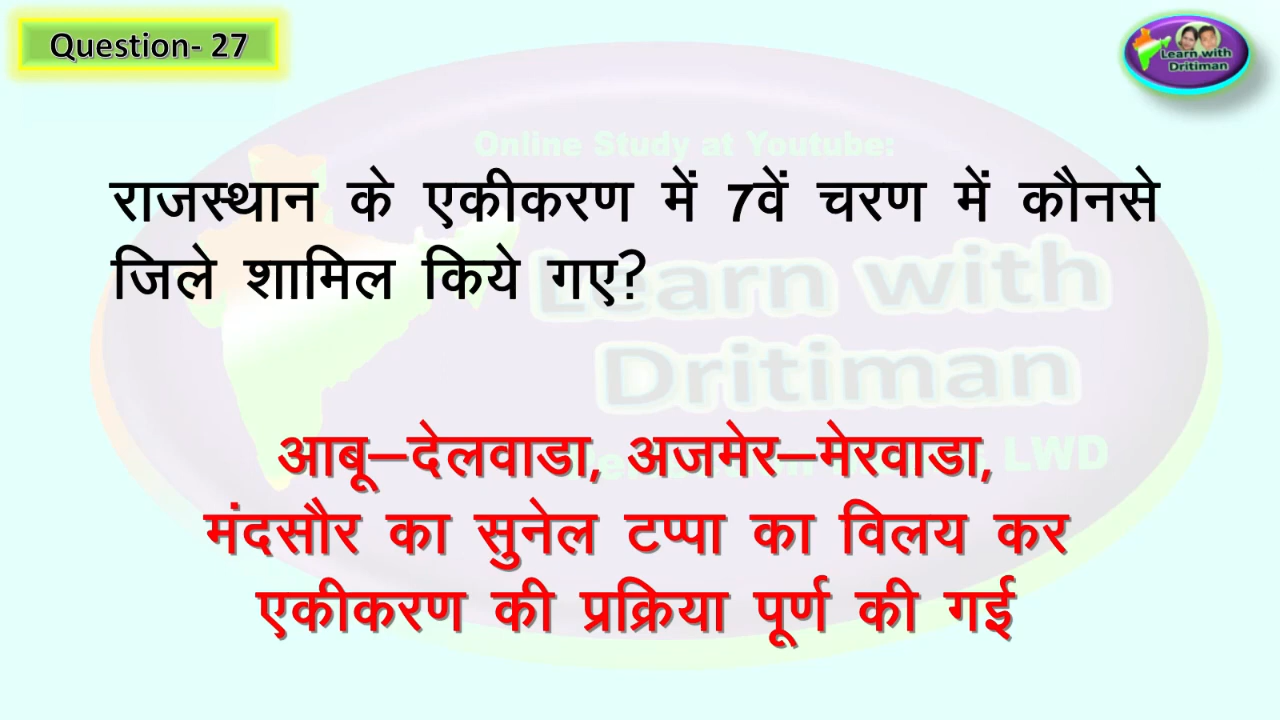 Question- 27
Learn with
Dritiman
Online Study at Youtube:
राजस्थान के एकीकरण में 7वें चरण में कौनसे
जिले शामिल किये गए?
Learn with
Dritiman
आबू–देलवाडा, अजमेर–मेरवाडा,
LWD
मंदसौर का सुनेल टप्पा का विलय कर
एकीकरण की प्रक्रिया पूर्ण की गई